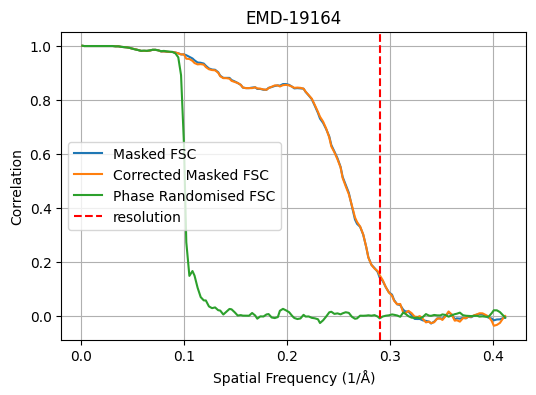 EMD-19164
1.0
0.8
0.6
0.4
0.2
0.0
Correlation
Masked FSC
Corrected Masked FSC
Phase Randomised FSC
resolution
0.0 0.1 0.2 0.3 0.4
Spatial Frequency (1/Å)